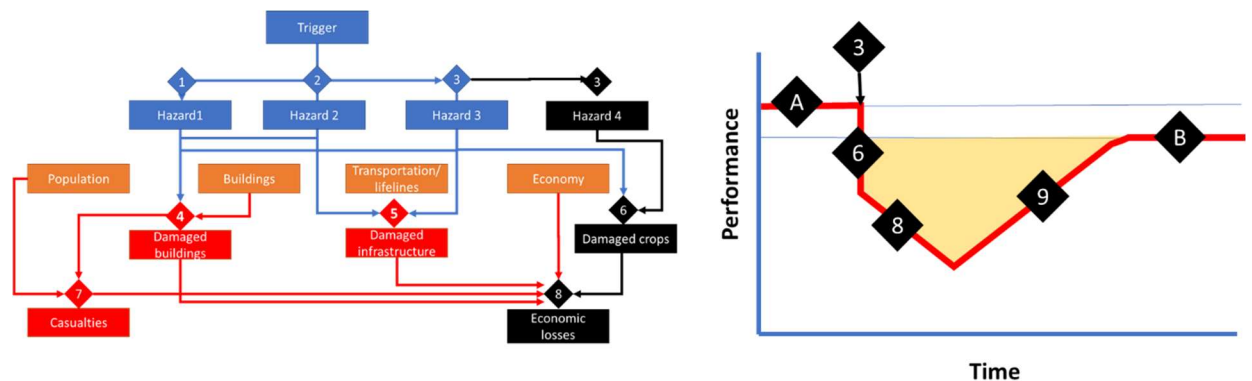 Trigger
1
2
3
3
Hazard1
Hazard 2
Hazard 3
Hazard 4
Population
Buildings
Transportation/
lifelines
Economy
4
5
6
Damaged
buildings
Damaged
infrastructure
Damaged crops
7
8
Casualties
Economic
losses
3
A
6
B
9
8
Performance
Time